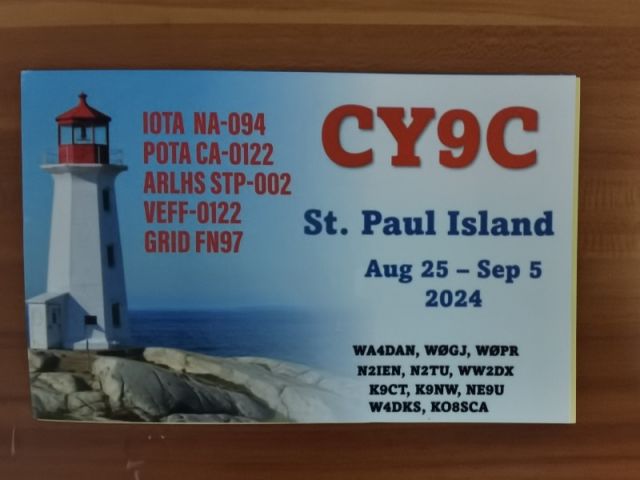 IOTA NA-094
POTA CA-0122
ARLHS STP-002
VEFF-0122
GRID FN97
CY9C
St. Paul Island
Aug 25 – Sep 5
2024
WA4DAN, WØGJ, WØPR
N2IEN, N2TU, WW2DX
K9CT, K9NW, NE9U
W4DKS, KO8SCA